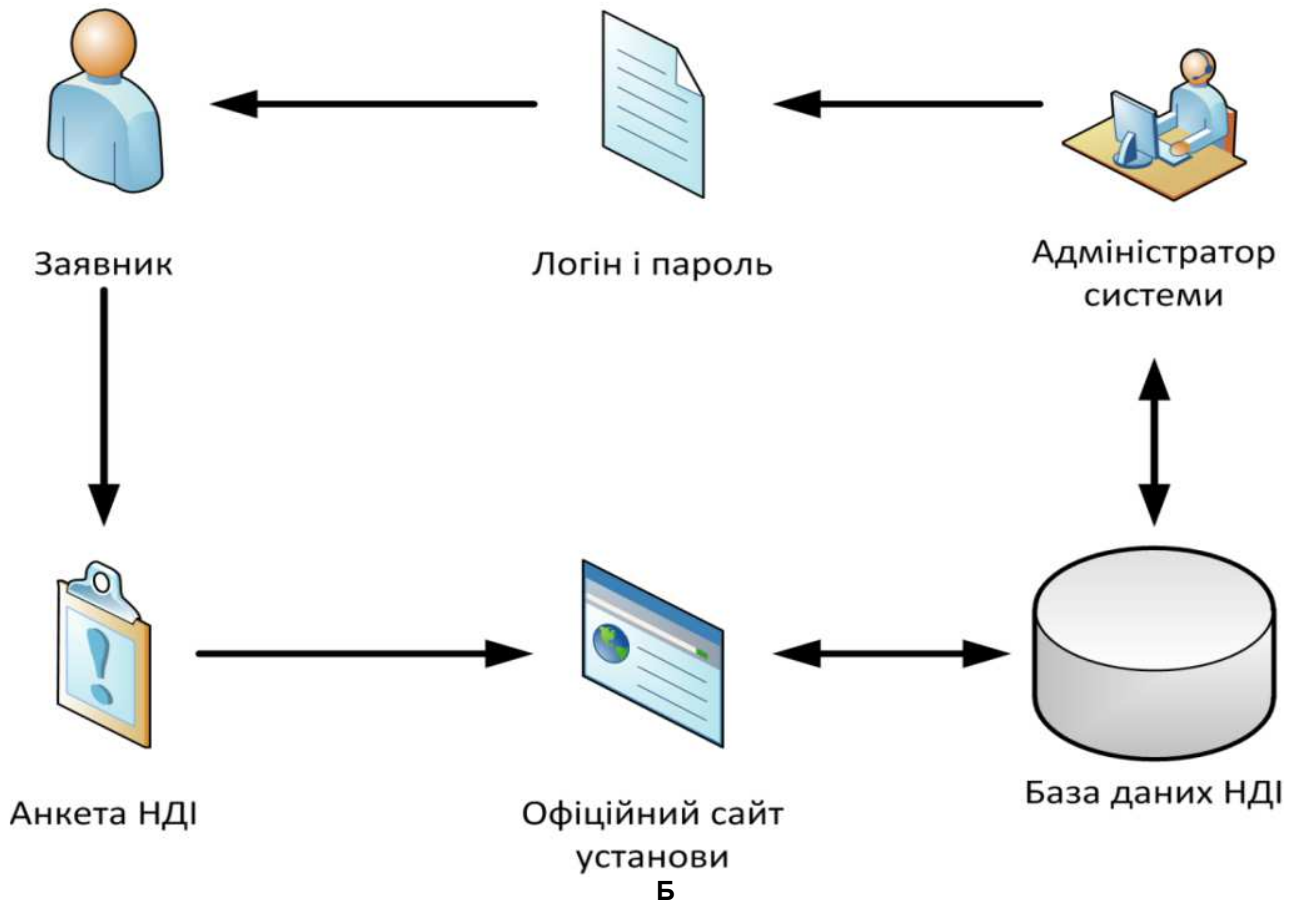 Заявник
Логін і пароль
Адміністратор
системи
Анкета НДІ
Офіційний сайт
установи
База даних НДІ
Б